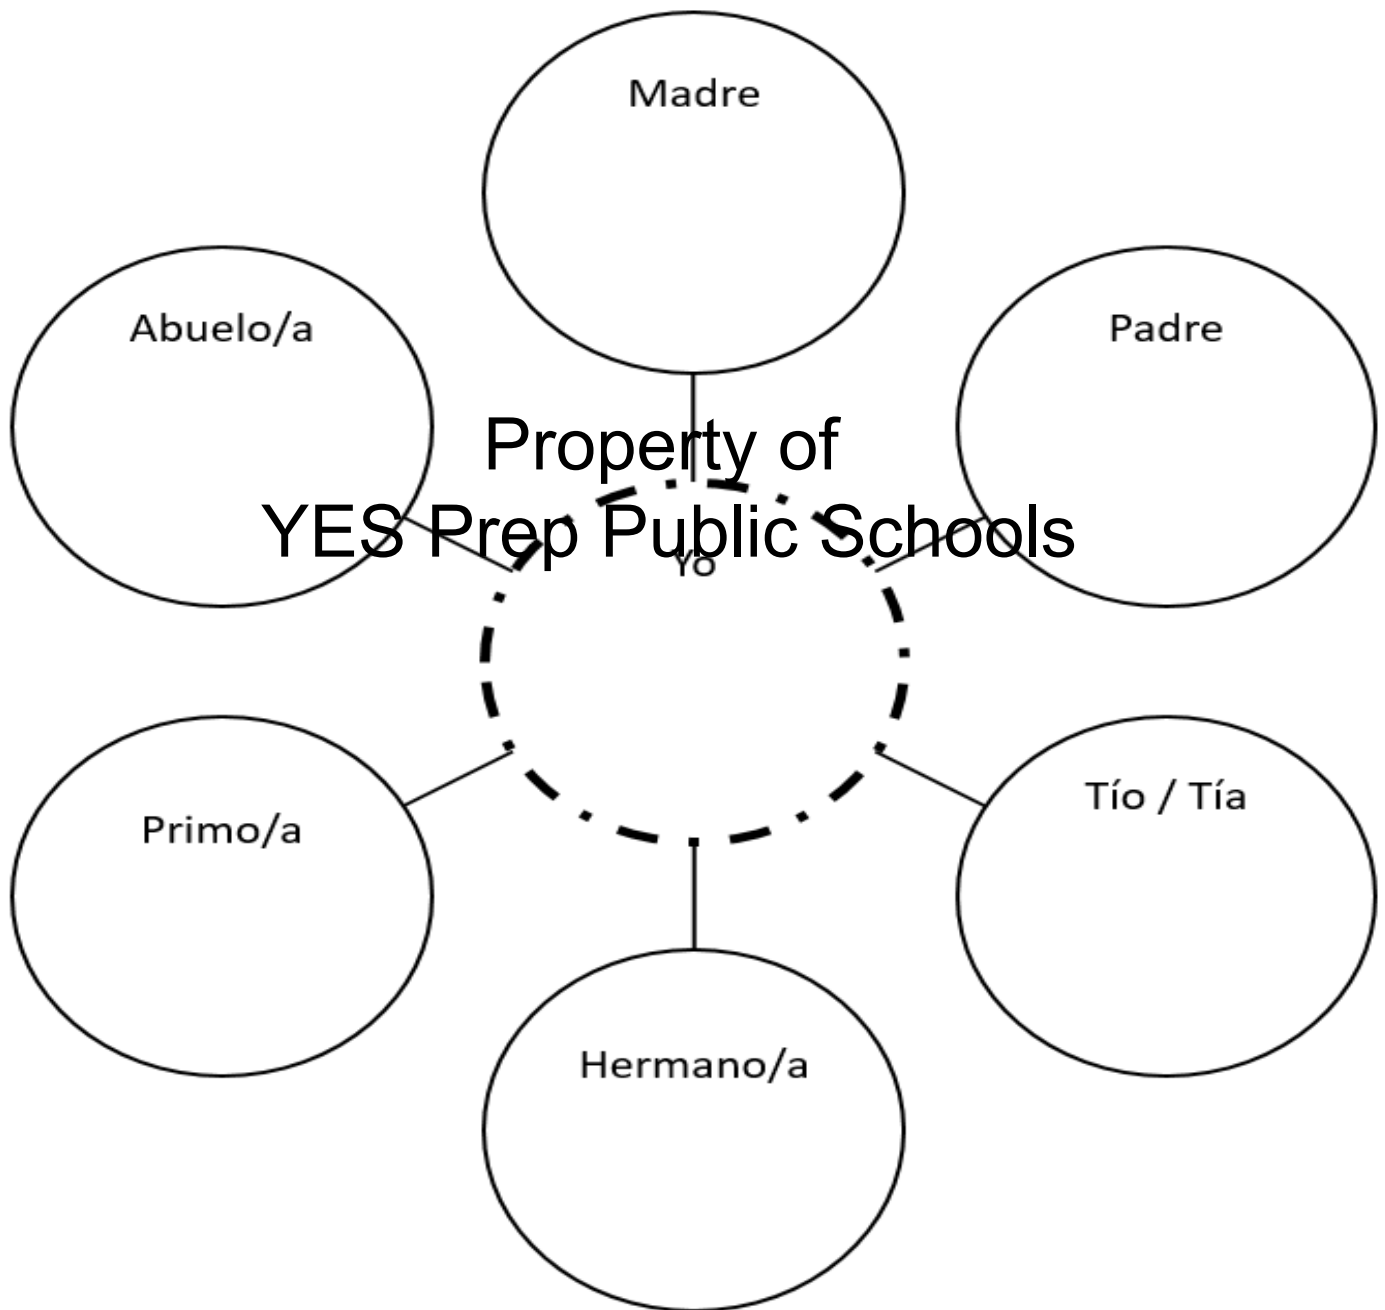 Madre
Abuelo/a
Padre
Property of
YES Prep Public Schools
Yo
Tío / Tía
Primo/a
Hermano/a